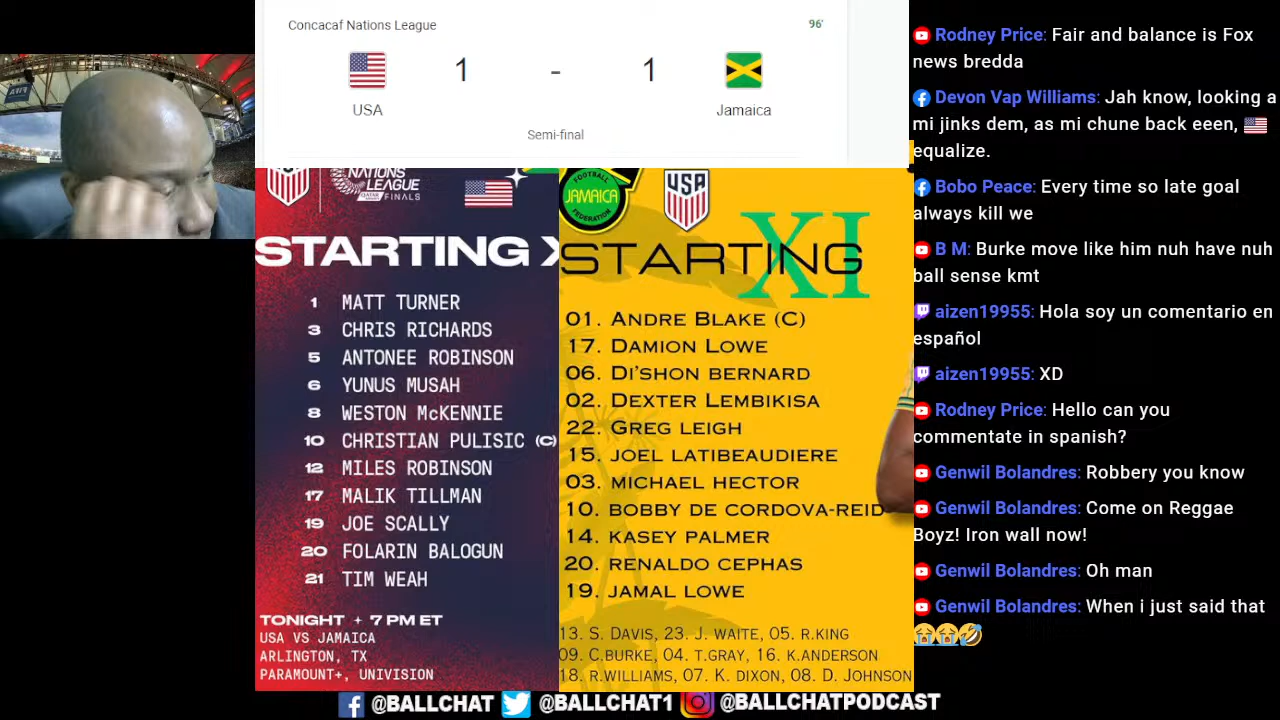 Concacaf Nations League
96'
1 - 1
USA
Jamaica
Semi-final
NATIONS
LEAGUE
FINALS
STARTING X
1 MATT TURNER
3 CHRIS RICHARDS
5 ANTONEE ROBINSON
6 YUNUS MUSAH
8 WESTON McKENNIE
10 CHRISTIAN PULISIC (C)
12 MILES ROBINSON
17 MALIK TILLMAN
19 JOE SCALLY
20 FOLARIN BALOGUN
21 TIM WEAH
TONIGHT + 7 PM ET
USA VS JAMAICA
ARLINGTON, TX
PARAMOUNT+, UNIVISION
FOOTBALL
JAMAICA
FEDERATION
USA
STARTING
XI
01. ANDRE BLAKE (C)
17. DAMION LOWE
06. DI'SHON BERNARD
02. DEXTER LEMBIKISA
22. GREG LEIGH
15. JOEL LATIBEAUDIERE
03. MICHAEL HECTOR
10. BOBBY DE CORDOVA-REID
14. KASEY PALMER
20. RENALDO CEPHAS
19. JAMAL LOWE
13. S. DAVIS, 23. J. WAITE, 05. R.KING
09. C.BURKE, 04. T.GRAY, 16. K.ANDERSON
18. R.WILLIAMS, 07. K. DIXON, 08. D. JOHNSON
Rodney Price: Fair and balance is Fox
news bredda
Devon Vap Williams: Jah know, looking a
mi jinks dem, as mi chune back eeen, 🇺🇸
equalize.
Bobo Peace: Every time so late goal
always kill we
B M: Burke move like him nuh have nuh
ball sense kmt
aizen19955: Hola soy un comentario en
español
aizen19955: XD
Rodney Price: Hello can you
commentate in spanish?
Genwil Bolandres: Robbery you know
Genwil Bolandres: Come on Reggae
Boyz! Iron wall now!
Genwil Bolandres: Oh man
Genwil Bolandres: When i just said that
😭😭🤣
@BALLCHAT @BALLCHAT1 @BALLCHATPODCAST